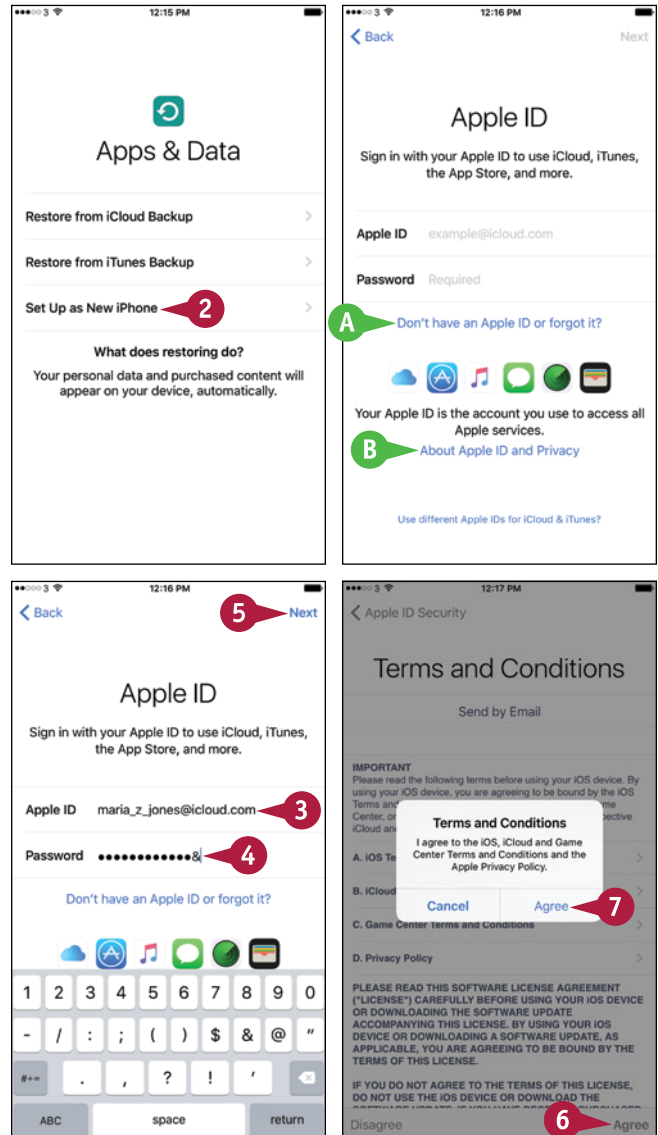 3 12:15 PM
Apps & Data
Restore from iCloud Backup
Restore from iTunes Backup
Set Up as New iPhone 2
What does restoring do?
Your personal data and purchased content will
appear on your device, automatically.
3 12:16 PM
Back Next
Apple ID
Sign in with your Apple ID to use iCloud, iTunes,
the App Store, and more.
Apple ID example@icloud.com
Password Required
A Don't have an Apple ID or forgot it?
Your Apple ID is the account you use to access all
Apple services.
B About Apple ID and Privacy
Use different Apple IDs for iCloud & iTunes?
3 12:16 PM
Back 5 Next
Apple ID
Sign in with your Apple ID to use iCloud, iTunes,
the App Store, and more.
Apple ID maria_z_jones@icloud.com 3
Password ●●●●●●●●●●●●& 4
Don't have an Apple ID or forgot it?
1 2 3 4 5 6 7 8 9 0
- / : ; ( ) $ & @ "
#+= . , ? ! '
ABC space return
3 12:17 PM
Apple ID Security
Terms and Conditions
Send by Email
IMPORTANT
Please read the following terms before using your iOS device. By
using your iOS device, you are agreeing to be bound by the iOS
Terms and
Center, or
iCloud and
Terms and Conditions
I agree to the iOS, iCloud and Game
Center Terms and Conditions and the
Apple Privacy Policy.
Cancel Agree 7
A. iOS Te
B. iCloud
C. Game Center Terms and Conditions
D. Privacy Policy
PLEASE READ THIS SOFTWARE LICENSE AGREEMENT
("LICENSE") CAREFULLY BEFORE USING YOUR iOS DEVICE
OR DOWNLOADING THE SOFTWARE UPDATE
ACCOMPANYING THIS LICENSE. BY USING YOUR iOS
DEVICE OR DOWNLOADING A SOFTWARE UPDATE, AS
APPLICABLE, YOU ARE AGREEING TO BE BOUND BY THE
TERMS OF THIS LICENSE.
IF YOU DO NOT AGREE TO THE TERMS OF THIS LICENSE,
DO NOT USE THE iOS DEVICE OR DOWNLOAD THE
Disagree 6 Agree